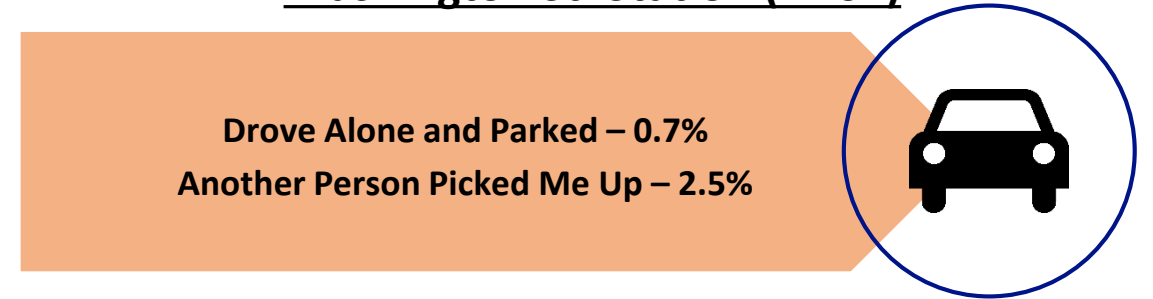 Drove Alone and Parked – 0.7%
Another Person Picked Me Up – 2.5%